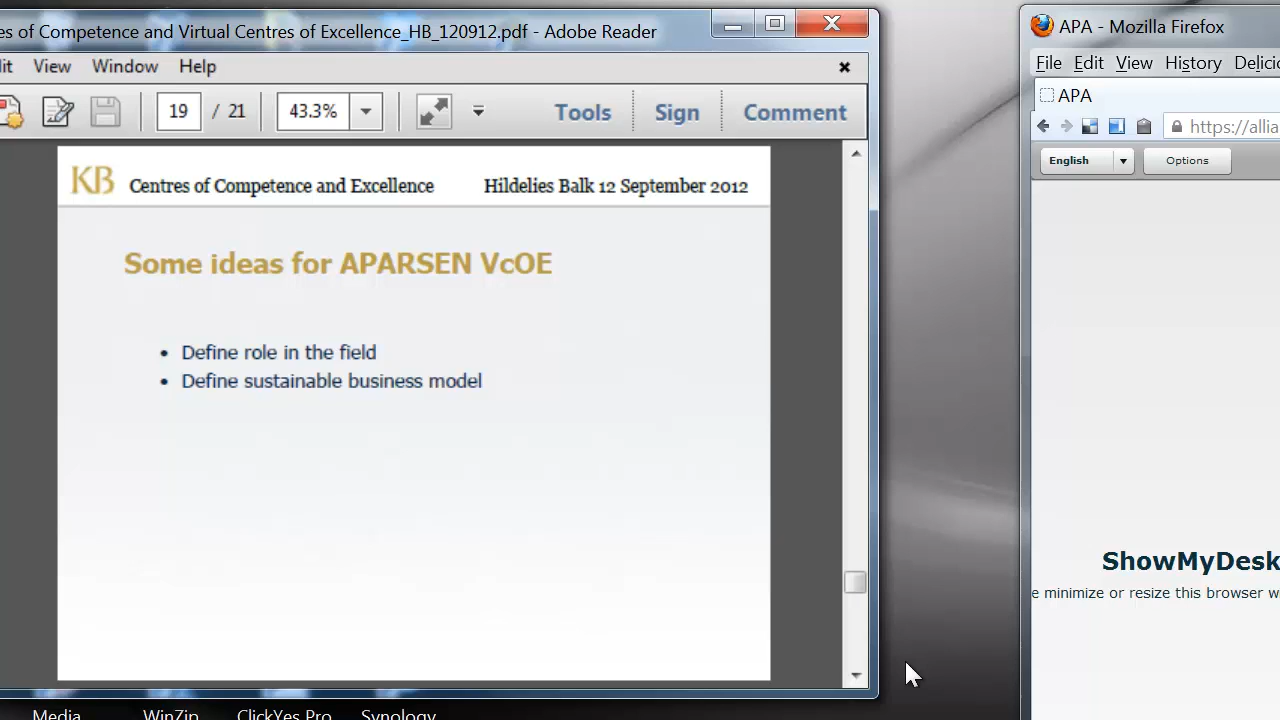 es of Competence and Virtual Centres of Excellence_HB_120912.pdf - Adobe Reader
it View Window Help
19 / 21 43.3% Tools Sign Comment
KB Centres of Competence and Excellence Hildelies Balk 12 September 2012
Some ideas for APARSEN VcOE
• Define role in the field
• Define sustainable business model
Media WinZip ClickYes Pro Synology
APA - Mozilla Firefox
File Edit View History Delicio
APA
https://allia
English Options
ShowMyDesk
e minimize or resize this browser w